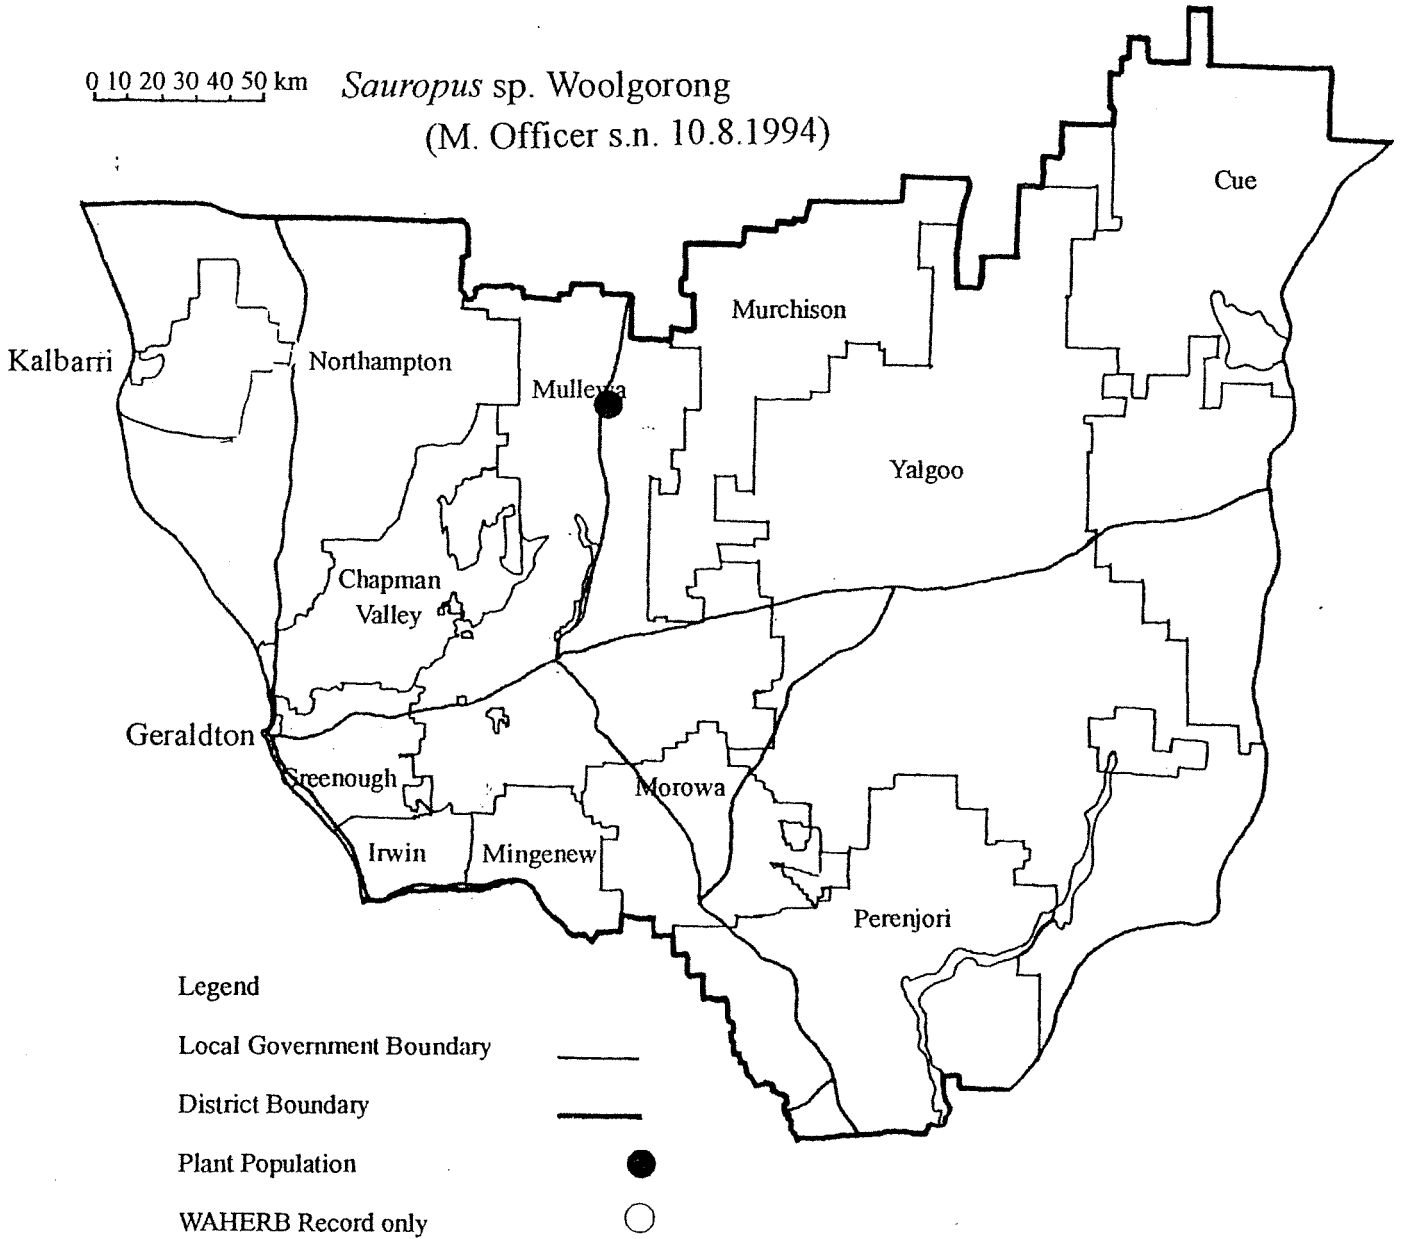 0 10 20 30 40 50 km
Sauropus sp. Woolgorong
(M. Officer s.n. 10.8.1994)
Cue
Murchison
Kalbarri
Northampton
Mullewa
Yalgoo
Chapman
Valley
Geraldton
Greenough
Morowa
Irwin
Mingenew
Perenjori
Legend
Local Government Boundary
District Boundary
Plant Population
WAHERB Record only